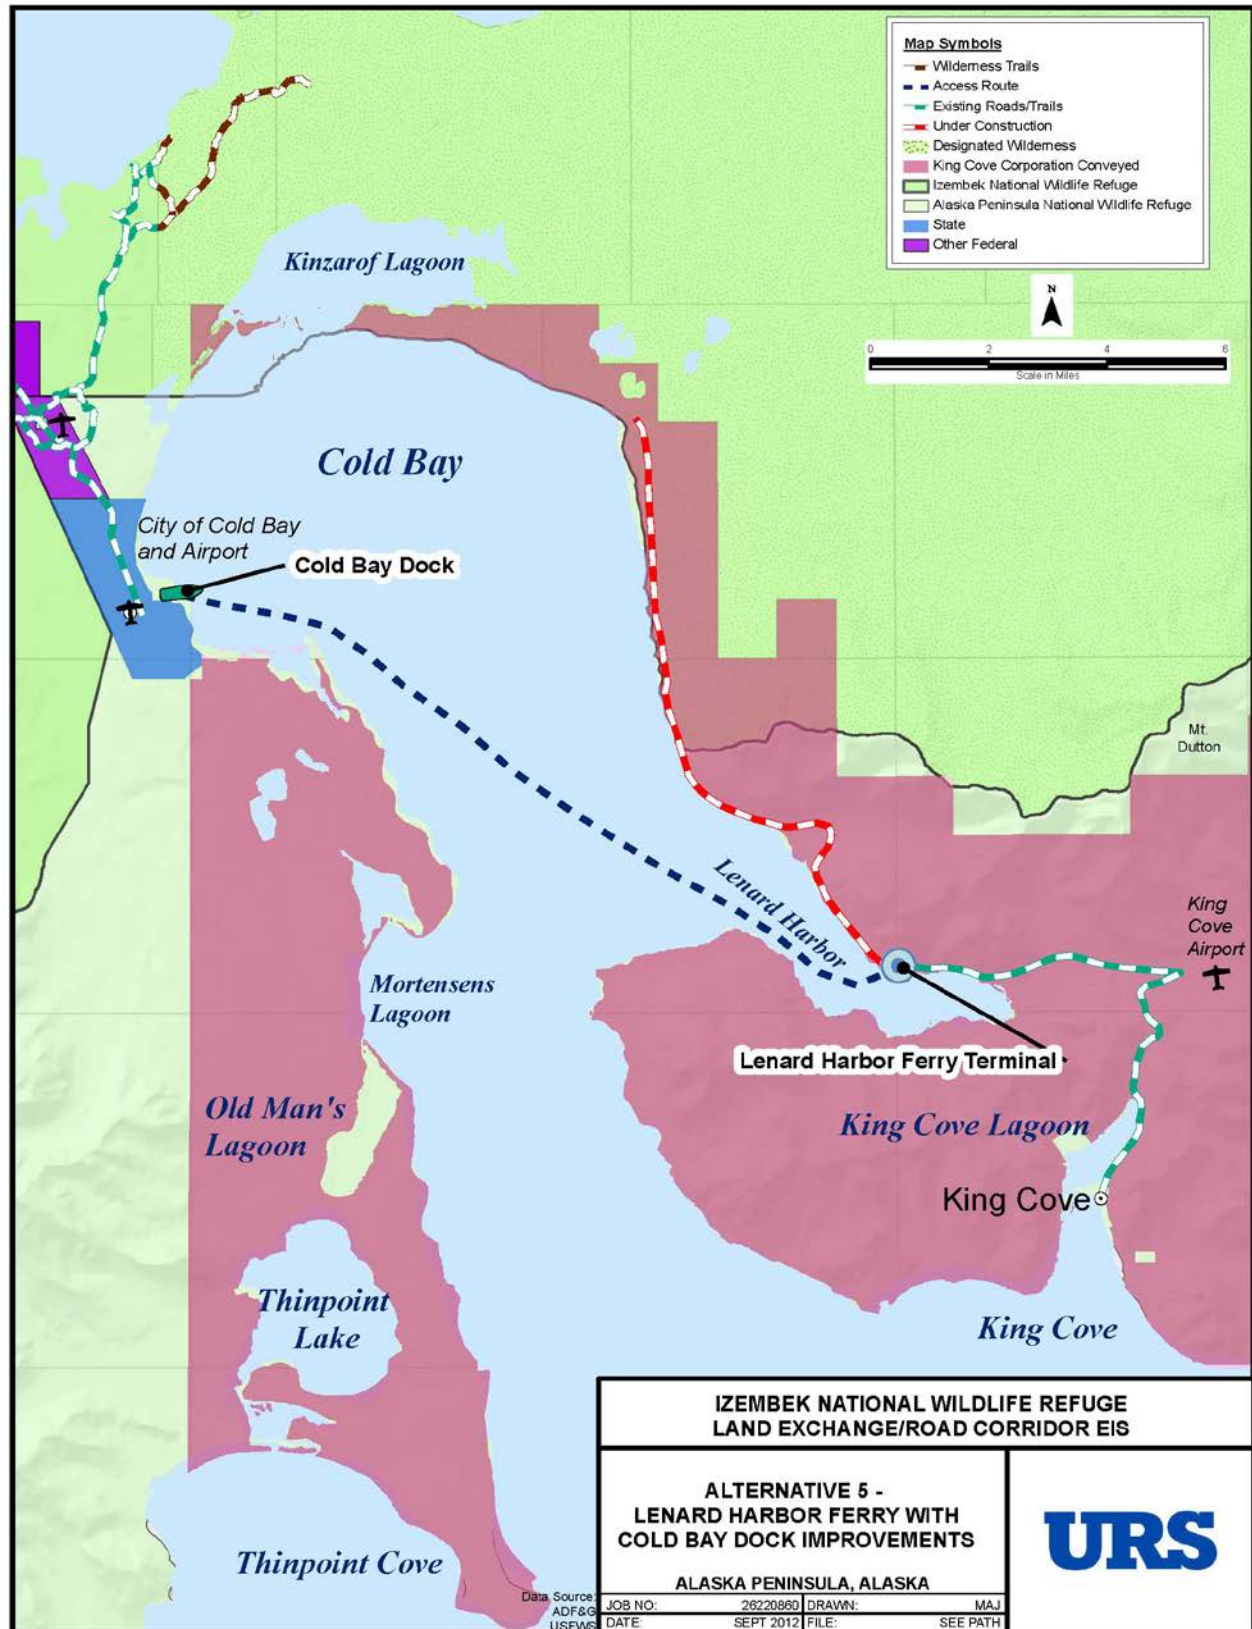 Map Symbols
Wilderness Trails
Access Route
Existing Roads/Trails
Under Construction
Designated Wilderness
King Cove Corporation Conveyed
Izembek National Wildlife Refuge
Alaska Peninsula National Wildlife Refuge
State
Other Federal
N
0 2 4 6
Scale in Miles
Kinzarof Lagoon
Cold Bay
City of Cold Bay
and Airport
Cold Bay Dock
Mt.
Dutton
Lenard Harbor
King
Cove
Airport
Mortensens
Lagoon
Lenard Harbor Ferry Terminal
Old Man's
Lagoon
King Cove Lagoon
King Cove
Thinpoint
Lake
King Cove
Thinpoint Cove
Data Source:
ADF&G
USFWS
IZEMBEK NATIONAL WILDLIFE REFUGE
LAND EXCHANGE/ROAD CORRIDOR EIS
ALTERNATIVE 5 -
LENARD HARBOR FERRY WITH
COLD BAY DOCK IMPROVEMENTS
ALASKA PENINSULA, ALASKA
JOB NO: 26220860 DRAWN: MAJ
DATE: SEPT 2012 FILE: SEE PATH
URS